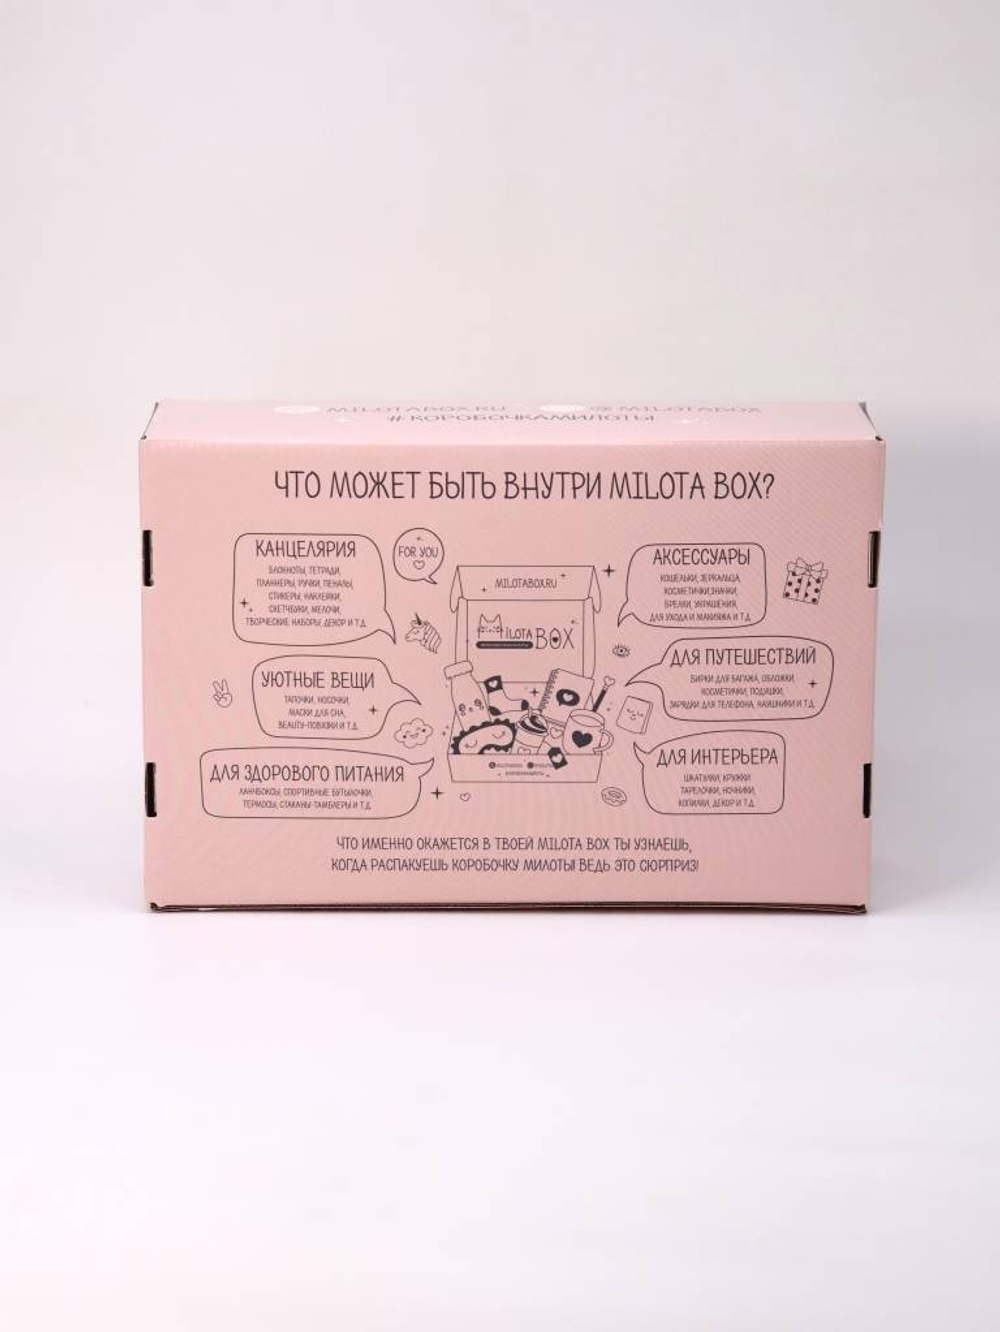 MILOTABOX.RU @MILOTABOX
#КОРОБОЧКАМИЛОТЫ
ЧТО МОЖЕТ БЫТЬ ВНУТРИ MILOTA BOX?
КАНЦЕЛЯРИЯ
БЛОКНОТЫ, ТЕТРАДИ,
ПЛАННЕРЫ, РУЧКИ, ПЕНАЛЫ,
СТИКЕРЫ, НАКЛЕЙКИ,
СКЕТЧБУКИ, МЕЛОЧИ,
ТВОРЧЕСКИЕ НАБОРЫ, ДЕКОР И Т.Д.
FOR YOU
УЮТНЫЕ ВЕЩИ
ТАПОЧКИ, НОСОЧКИ,
МАСКИ ДЛЯ СНА,
BEAUTY-ПОВЯЗКИ И Т.Д.
ДЛЯ ЗДОРОВОГО ПИТАНИЯ
ЛАНЧБОКСЫ, СПОРТИВНЫЕ БУТЫЛОЧКИ,
ТЕРМОСЫ, СТАКАНЫ-ТАМБЛЕРЫ И Т.Д.
MILOTABOX.RU
MILOTA BOX
АКСЕССУАРЫ
КОШЕЛЬКИ, ЗЕРКАЛЬЦА,
КОСМЕТИЧКИ, ЗНАЧКИ,
БРЕЛКИ, УКРАШЕНИЯ,
ДЛЯ УХОДА И МАКИЯЖА И Т.Д.
ДЛЯ ПУТЕШЕСТВИЙ
БИРКИ ДЛЯ БАГАЖА, ОБЛОЖКИ,
КОСМЕТИЧКИ, ПОДУШКИ,
ЗАРЯДКИ ДЛЯ ТЕЛЕФОНА, НАУШНИКИ И Т.Д.
ДЛЯ ИНТЕРЬЕРА
ШКАТУЛКИ, КРУЖКИ
ТАРЕЛОЧКИ, НОЧНИКИ,
КОПИЛКИ, ДЕКОР И Т.Д.
ЧТО ИМЕННО ОКАЖЕТСЯ В ТВОЕЙ MILOTA BOX ТЫ УЗНАЕШЬ,
КОГДА РАСПАКУЕШЬ КОРОБОЧКУ МИЛОТЫ! ВЕДЬ ЭТО СЮРПРИЗ!